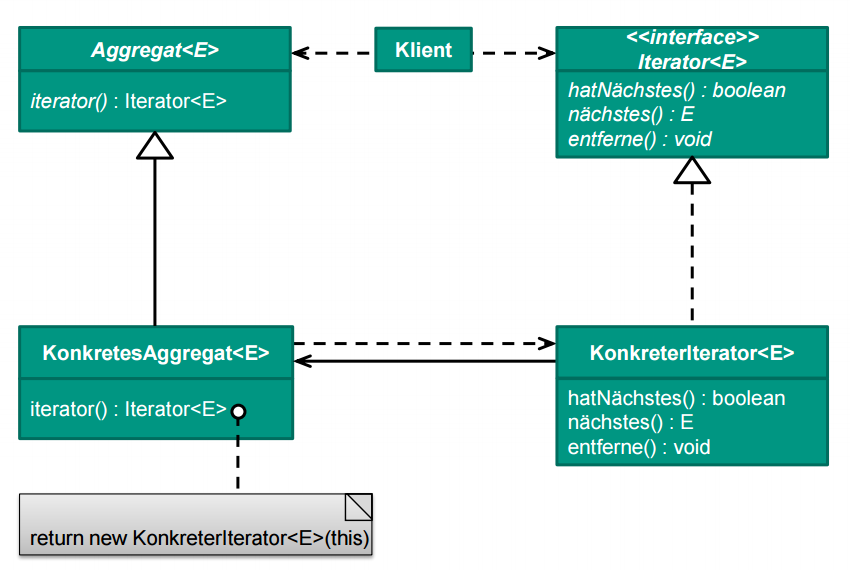 Aggregat<E>
iterator() : Iterator<E>
Klient
<<interface>>
Iterator<E>
hatNächstes() : boolean
nächstes() : E
entferne() : void
KonkretesAggregat<E>
iterator() : Iterator<E>
KonkreterIterator<E>
hatNächstes() : boolean
nächstes() : E
entferne() : void
return new KonkreterIterator<E>(this)